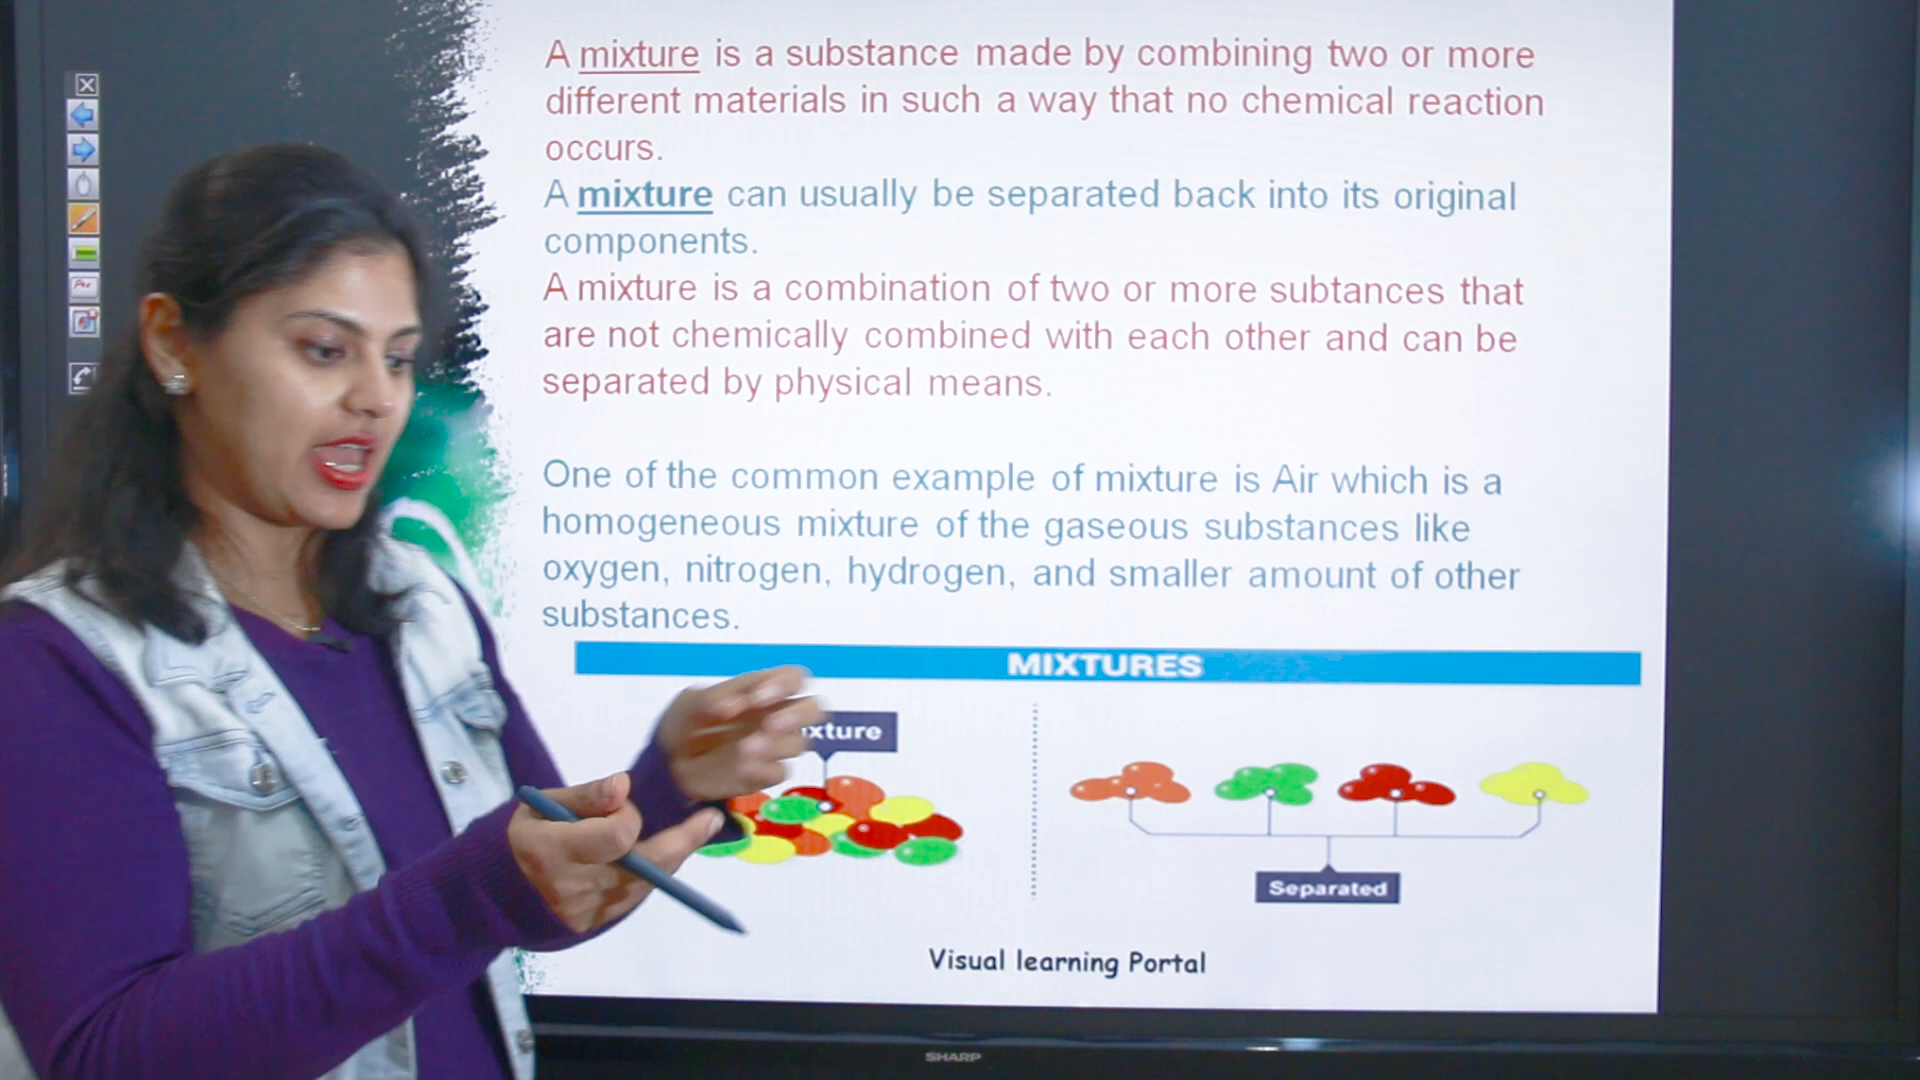 A mixture is a substance made by combining two or more
different materials in such a way that no chemical reaction
occurs.
A mixture can usually be separated back into its original
components.
A mixture is a combination of two or more subtances that
are not chemically combined with each other and can be
separated by physical means.
One of the common example of mixture is Air which is a
homogeneous mixture of the gaseous substances like
oxygen, nitrogen, hydrogen, and smaller amount of other
substances.
MIXTURES
xture
Separated
Visual learning Portal
SHARP